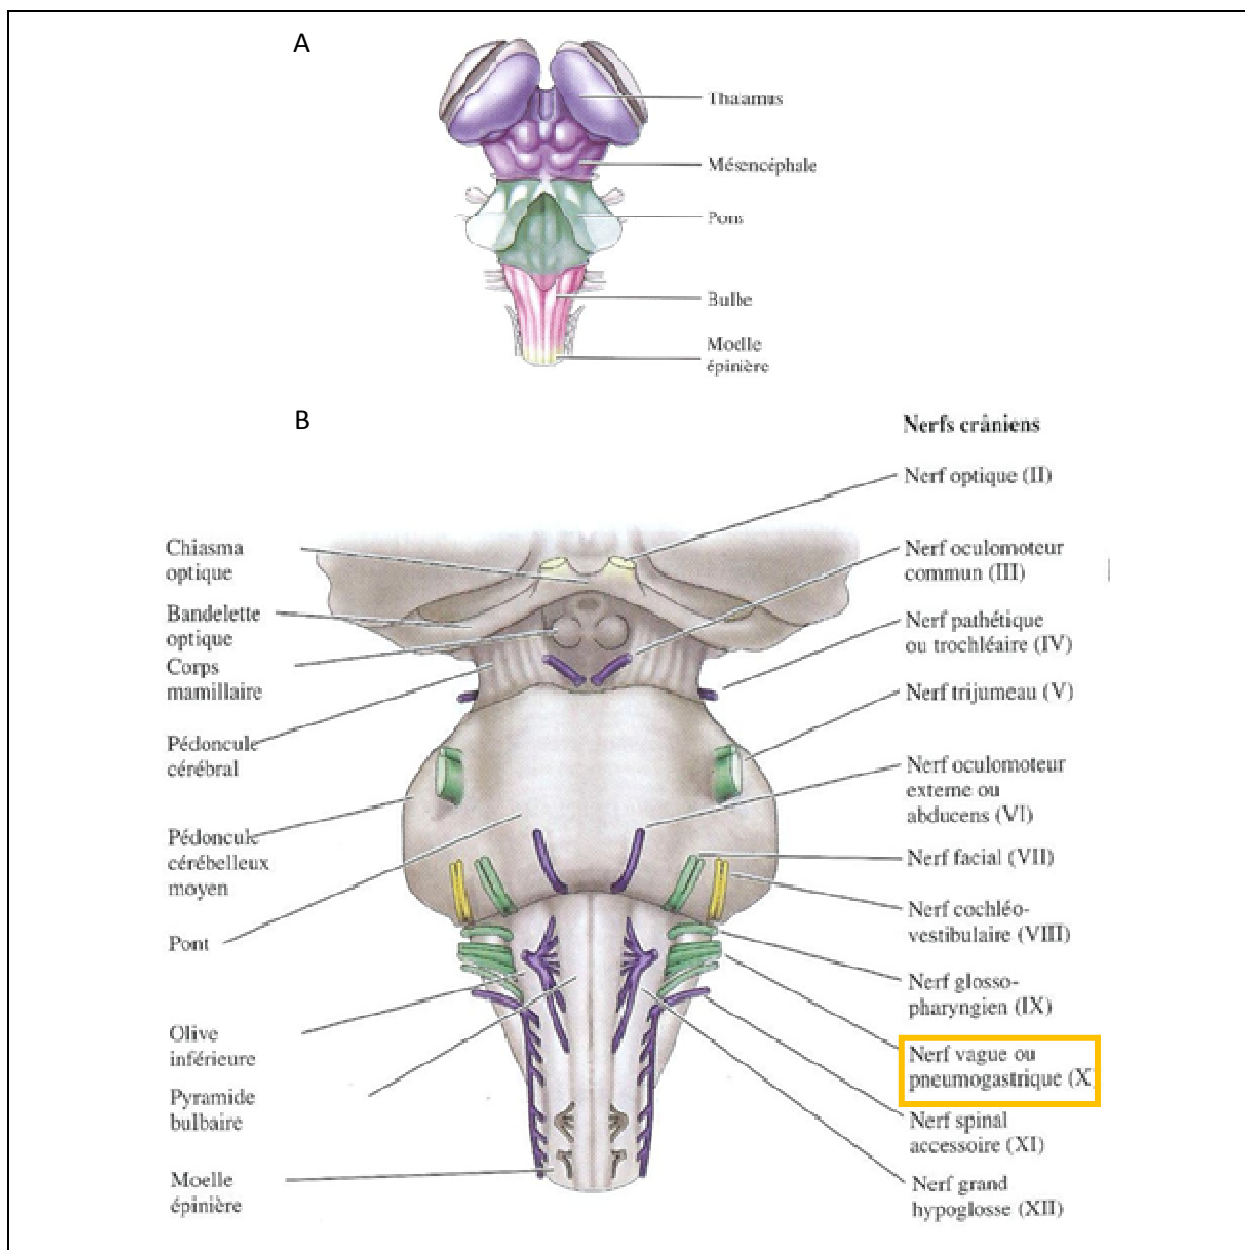 A
Thalamus
Mésencéphale
Pons
Bulbe
Moelle
épinière
B
Nerfs crâniens
Nerf optique (II)
Chiasma
optique
Nerf oculomoteur
commun (III)
Bandelette
optique
Nerf pathétique
ou trochléaire (IV)
Corps
mamillaire
Nerf trijumeau (V)
Pédoncule
cérébral
Nerf oculomoteur
externe ou
abducens (VI)
Pédoncule
cérébelleux
moyen
Nerf facial (VII)
Nerf cochléo-
vestibulaire (VIII)
Pont
Nerf glosso-
pharyngien (IX)
Olive
inférieure
Nerf vague ou
pneumogastrique (X
Pyramide
bulbaire
Nerf spinal
accessoire (XI)
Moelle
épinière
Nerf grand
hypoglosse (XII)